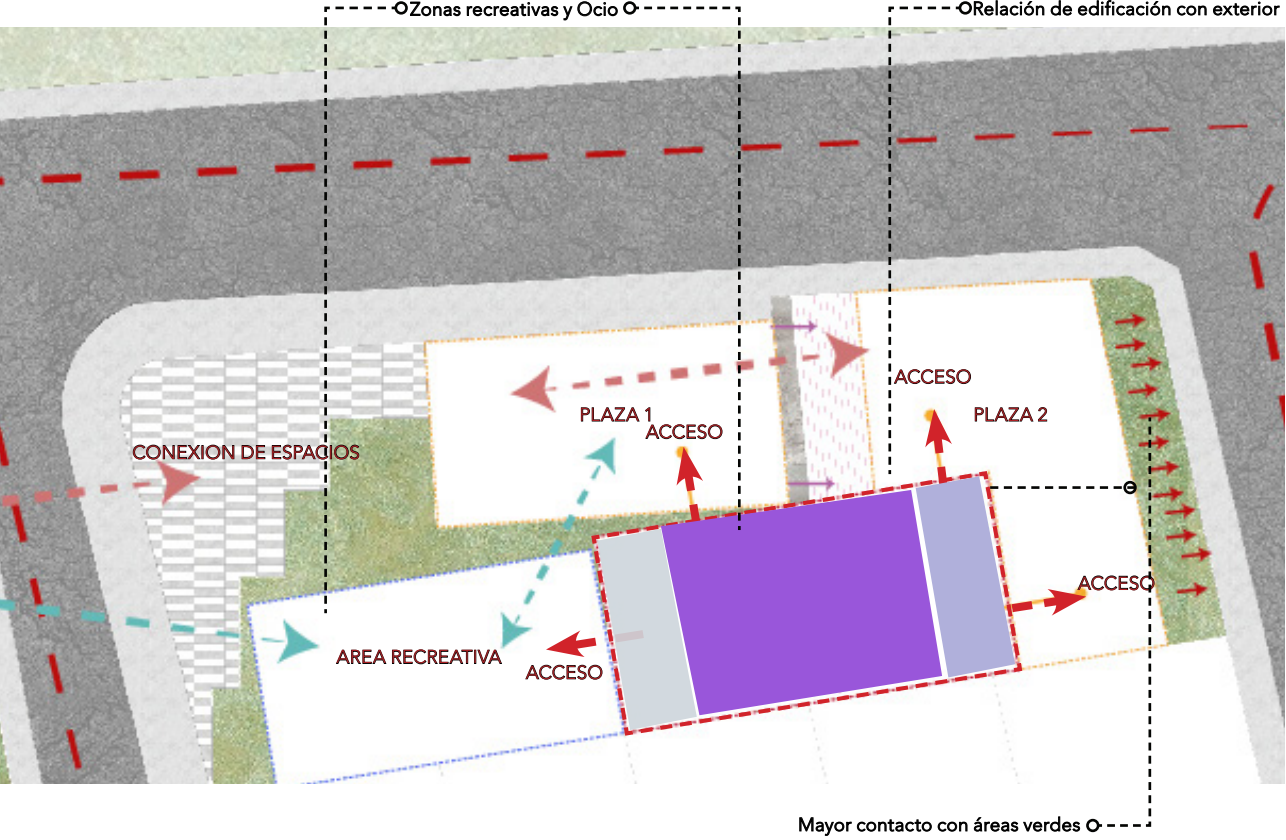 Zonas recreativas y Ocio
Relación de edificación con exterior
ACCESO
PLAZA 1
PLAZA 2
ACCESO
CONEXION DE ESPACIOS
ACCESO
AREA RECREATIVA
ACCESO
Mayor contacto con áreas verdes